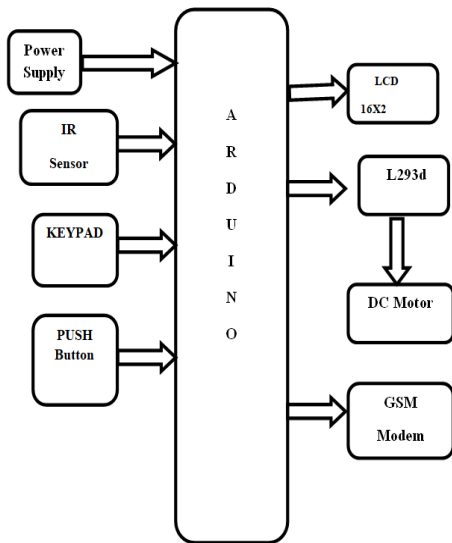 Power
Supply
IR
Sensor
KEYPAD
PUSH
Button
A
R
D
U
I
N
O
LCD
16X2
L293d
DC Motor
GSM
Modem